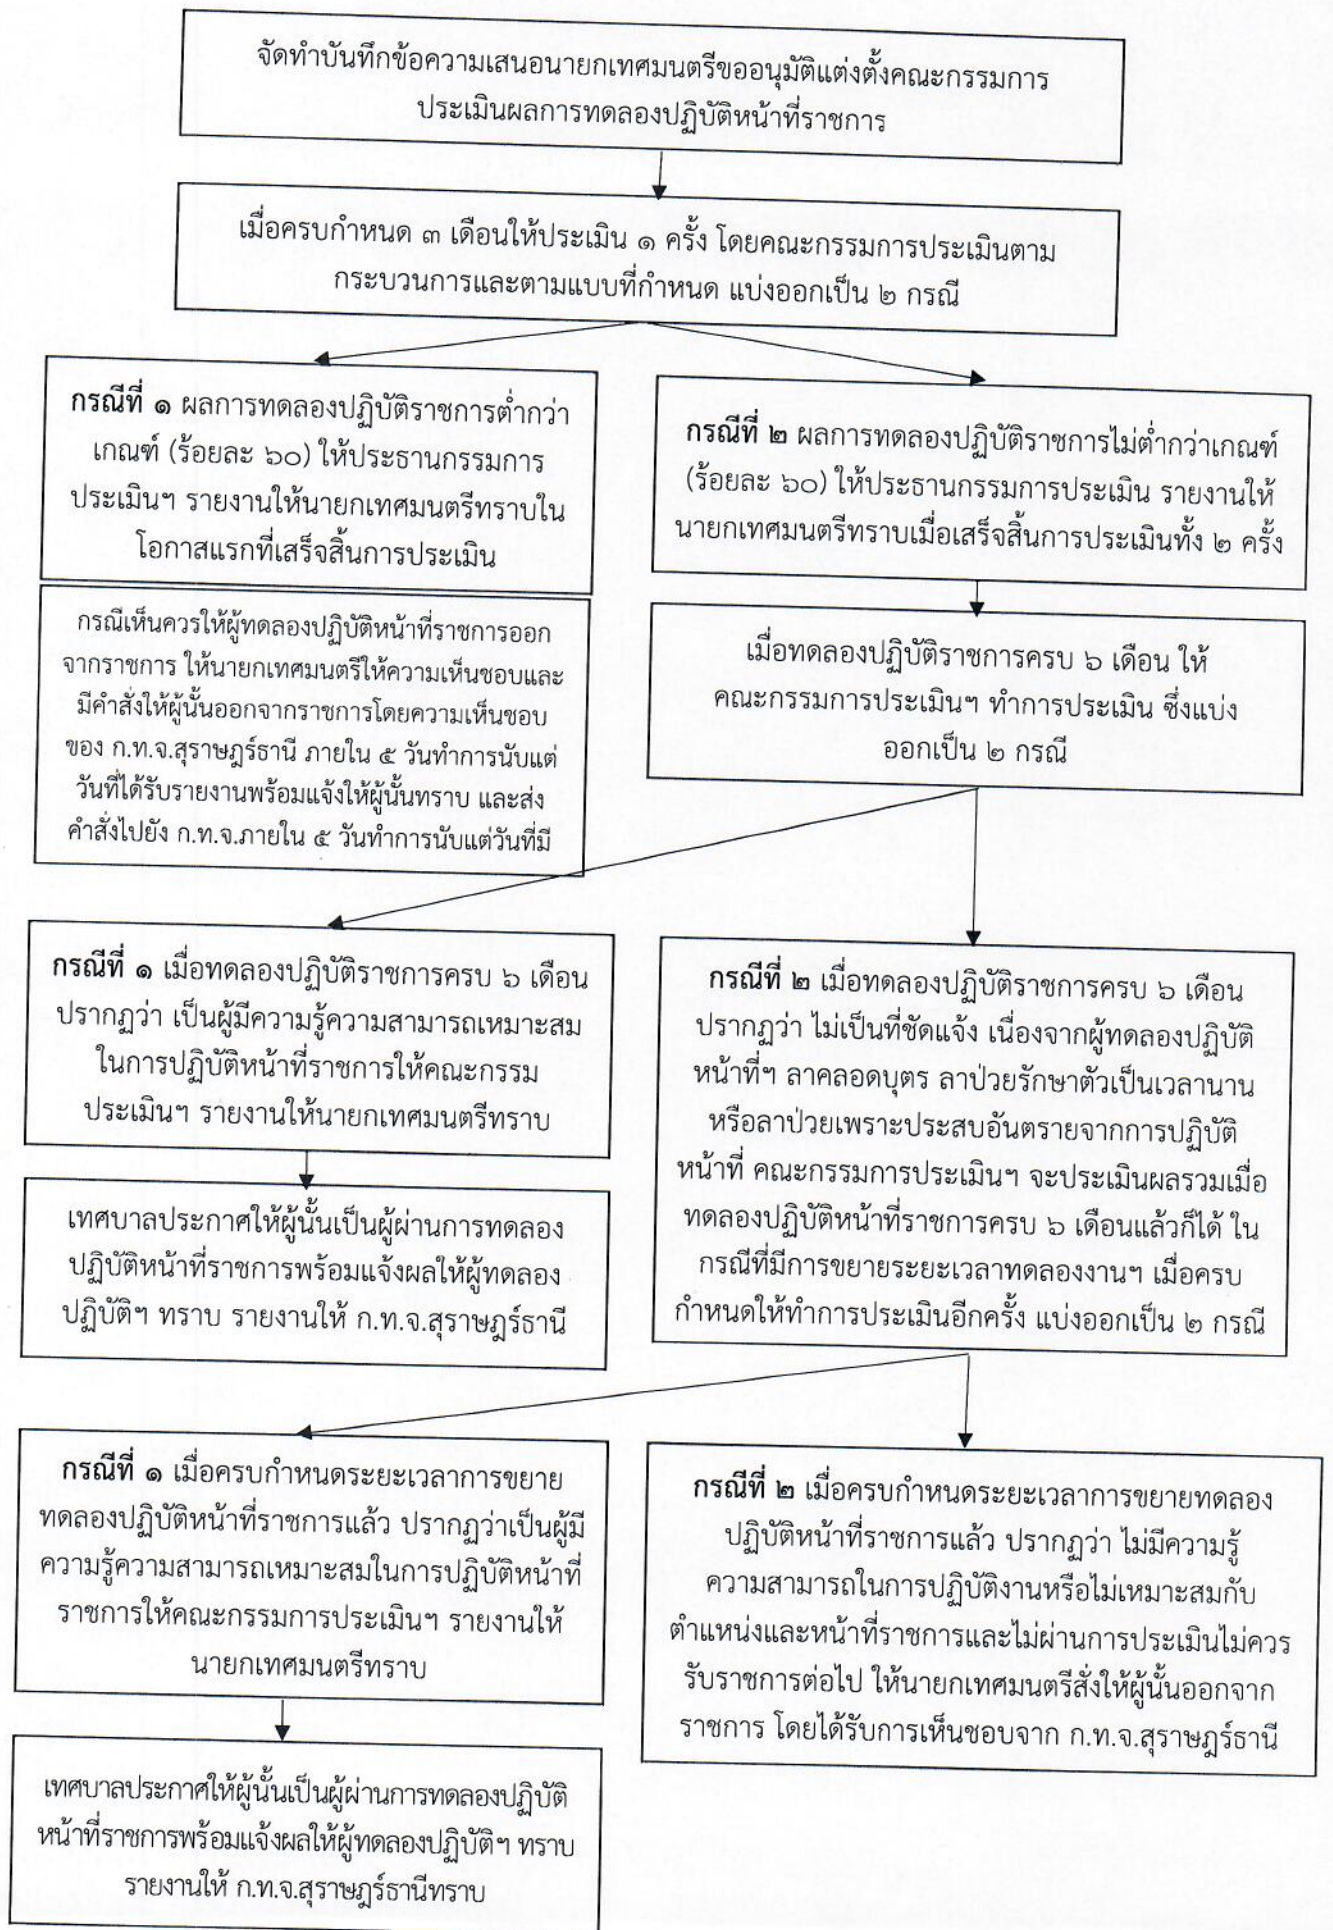 จัดทำบันทึกข้อความเสนอนายกเทศมนตรีขออนุมัติแต่งตั้งคณะกรรมการ
ประเมินผลการทดลองปฏิบัติหน้าที่ราชการ
เมื่อครบกำหนด ๓ เดือนให้ประเมิน ๑ ครั้ง โดยคณะกรรมการประเมินตาม
กระบวนการและตามแบบที่กำหนด แบ่งออกเป็น ๒ กรณี
กรณีที่ ๑ ผลการทดลองปฏิบัติราชการต่ำกว่า
เกณฑ์ (ร้อยละ ๖๐) ให้ประธานกรรมการ
ประเมินฯ รายงานให้นายกเทศมนตรีทราบใน
โอกาสแรกที่เสร็จสิ้นการประเมิน
กรณีเห็นควรให้ผู้ทดลองปฏิบัติหน้าที่ราชการออก
จากราชการ ให้นายกเทศมนตรีให้ความเห็นชอบและ
มีคำสั่งให้ผู้นั้นออกจากราชการโดยความเห็นชอบ
ของ ก.ท.จ.สุราษฎร์ธานี ภายใน ๕ วันทำการนับแต่
วันที่ได้รับรายงานพร้อมแจ้งให้ผู้นั้นทราบ และส่ง
คำสั่งไปยัง ก.ท.จ.ภายใน ๕ วันทำการนับแต่วันที่มี
กรณีที่ ๒ ผลการทดลองปฏิบัติราชการไม่ต่ำกว่าเกณฑ์
(ร้อยละ ๖๐) ให้ประธานกรรมการประเมิน รายงานให้
นายกเทศมนตรีทราบเมื่อเสร็จสิ้นการประเมินทั้ง ๒ ครั้ง
เมื่อทดลองปฏิบัติราชการครบ ๖ เดือน ให้
คณะกรรมการประเมินฯ ทำการประเมิน ซึ่งแบ่ง
ออกเป็น ๒ กรณี
กรณีที่ ๑ เมื่อทดลองปฏิบัติราชการครบ ๖ เดือน
ปรากฏว่า เป็นผู้มีความรู้ความสามารถเหมาะสม
ในการปฏิบัติหน้าที่ราชการให้คณะกรรม
ประเมินฯ รายงานให้นายกเทศมนตรีทราบ
เทศบาลประกาศให้ผู้นั้นเป็นผู้ผ่านการทดลอง
ปฏิบัติหน้าที่ราชการพร้อมแจ้งผลให้ผู้ทดลอง
ปฏิบัติฯ ทราบ รายงานให้ ก.ท.จ.สุราษฎร์ธานี
กรณีที่ ๒ เมื่อทดลองปฏิบัติราชการครบ ๖ เดือน
ปรากฏว่า ไม่เป็นที่ชัดแจ้ง เนื่องจากผู้ทดลองปฏิบัติ
หน้าที่ฯ ลาคลอดบุตร ลาป่วยรักษาตัวเป็นเวลานาน
หรือลาป่วยเพราะประสบอันตรายจากการปฏิบัติ
หน้าที่ คณะกรรมการประเมินฯ จะประเมินผลรวมเมื่อ
ทดลองปฏิบัติหน้าที่ราชการครบ ๖ เดือนแล้วก็ได้ ใน
กรณีที่มีการขยายระยะเวลาทดลองงานฯ เมื่อครบ
กำหนดให้ทำการประเมินอีกครั้ง แบ่งออกเป็น ๒ กรณี
กรณีที่ ๑ เมื่อครบกำหนดระยะเวลาการขยาย
ทดลองปฏิบัติหน้าที่ราชการแล้ว ปรากฏว่าเป็นผู้มี
ความรู้ความสามารถเหมาะสมในการปฏิบัติหน้าที่
ราชการให้คณะกรรมการประเมินฯ รายงานให้
นายกเทศมนตรีทราบ
เทศบาลประกาศให้ผู้นั้นเป็นผู้ผ่านการทดลองปฏิบัติ
หน้าที่ราชการพร้อมแจ้งผลให้ผู้ทดลองปฏิบัติฯ ทราบ
รายงานให้ ก.ท.จ.สุราษฎร์ธานีทราบ
กรณีที่ ๒ เมื่อครบกำหนดระยะเวลาการขยายทดลอง
ปฏิบัติหน้าที่ราชการแล้ว ปรากฏว่า ไม่มีความรู้
ความสามารถในการปฏิบัติงานหรือไม่เหมาะสมกับ
ตำแหน่งและหน้าที่ราชการและไม่ผ่านการประเมินไม่ควร
รับราชการต่อไป ให้นายกเทศมนตรีสั่งให้ผู้นั้นออกจาก
ราชการ โดยได้รับการเห็นชอบจาก ก.ท.จ.สุราษฎร์ธานี